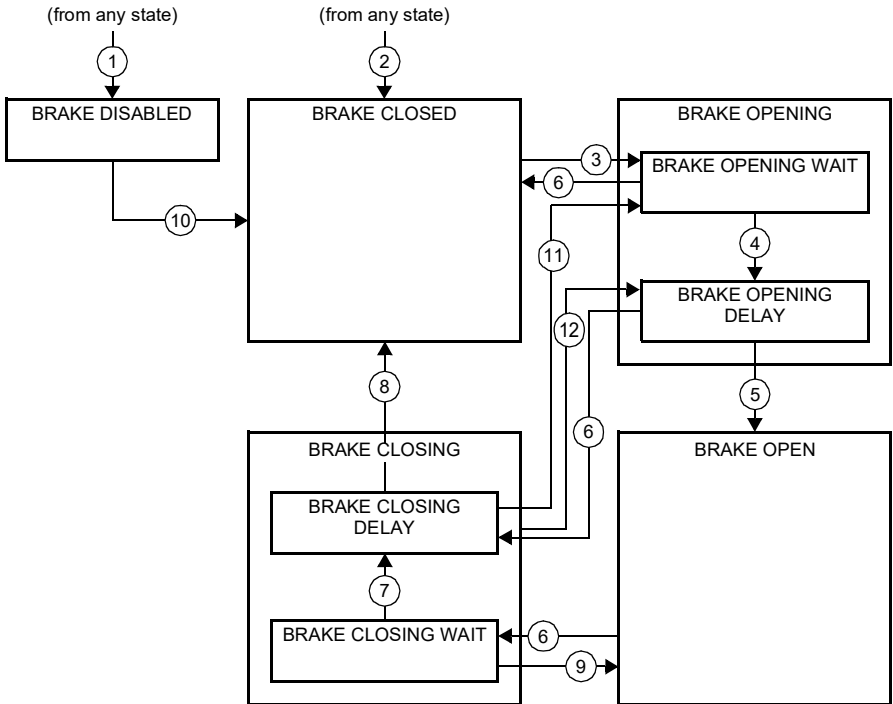 (from any state)
(from any state)
1
2
BRAKE DISABLED
BRAKE CLOSED
BRAKE OPENING
3
BRAKE OPENING WAIT
6
10
11
4
BRAKE OPENING
DELAY
12
8
5
6
BRAKE CLOSING
BRAKE OPEN
BRAKE CLOSING
DELAY
7
BRAKE CLOSING WAIT
6
9